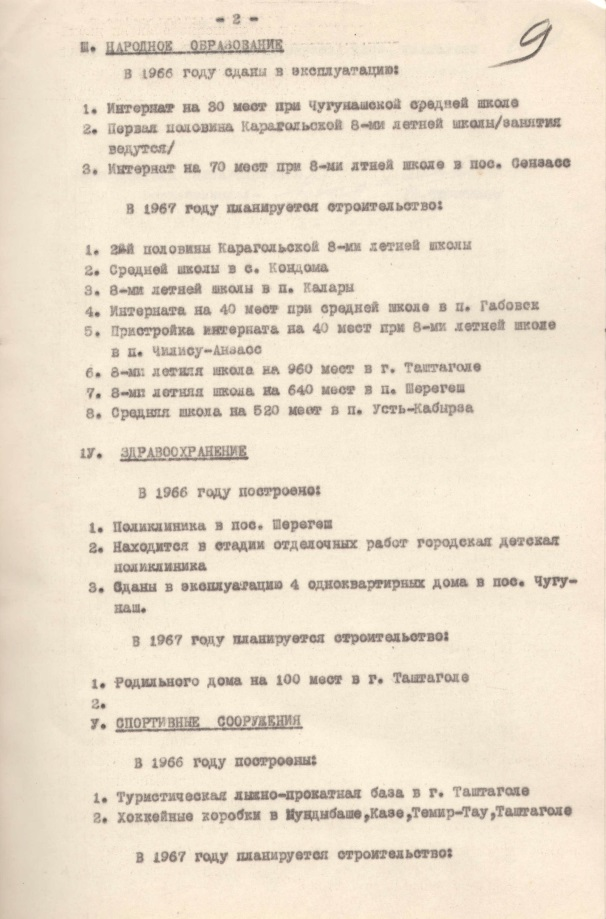 - 2 -
9
Ш. НАРОДНОЕ ОБРАЗОВАНИЕ
В 1966 году сданы в эксплуатацию:
1. Интернат на 30 мест при Чугунашской средней школе
2. Первая половина Карагольской 8-ми летней школы/занятия
ведутся/
3. Интернат на 70 мест при 8-ми лтней школе в пос. Сензасс
В 1967 году планируется строительство:
1. 2ой половины Карагольской 8-ми летней школы
2. Средней школы в с. Кондома
3. 8-ми летней школы в п. Калары
4. Интерната на 40 мест при средней школе в п. Габовск
5. Пристройка интерната на 40 мест при 8-ми летней школе
в п. Чилису-Анзасс
6. 8-ми летняя школа на 960 мест в г. Таштаголе
7. 8-ми летняя школа на 640 мест в п. Шерегеш
8. Средняя школа на 520 мест в п. Усть-Кабырза
1У. ЗДРАВООХРАНЕНИЕ
В 1966 году построено:
1. Поликлиника в пос. Шерегеш
2. Находится в стадии отделочных работ городская детская
поликлиника
3. Сданы в эксплуатацию 4 одноквартирных дома в пос. Чугу-
наш.
В 1967 году планируется строительство:
1. Родильного дома на 100 мест в г. Таштаголе
2.
У. СПОРТИВНЫЕ СООРУЖЕНИЯ
В 1966 году построены:
1. Туристическая лыжно-прокатная база в г. Таштаголе
2. Хоккейные коробки в Мундыбаше,Казе,Темир-Тау,Таштаголе
В 1967 году планируется строительство: